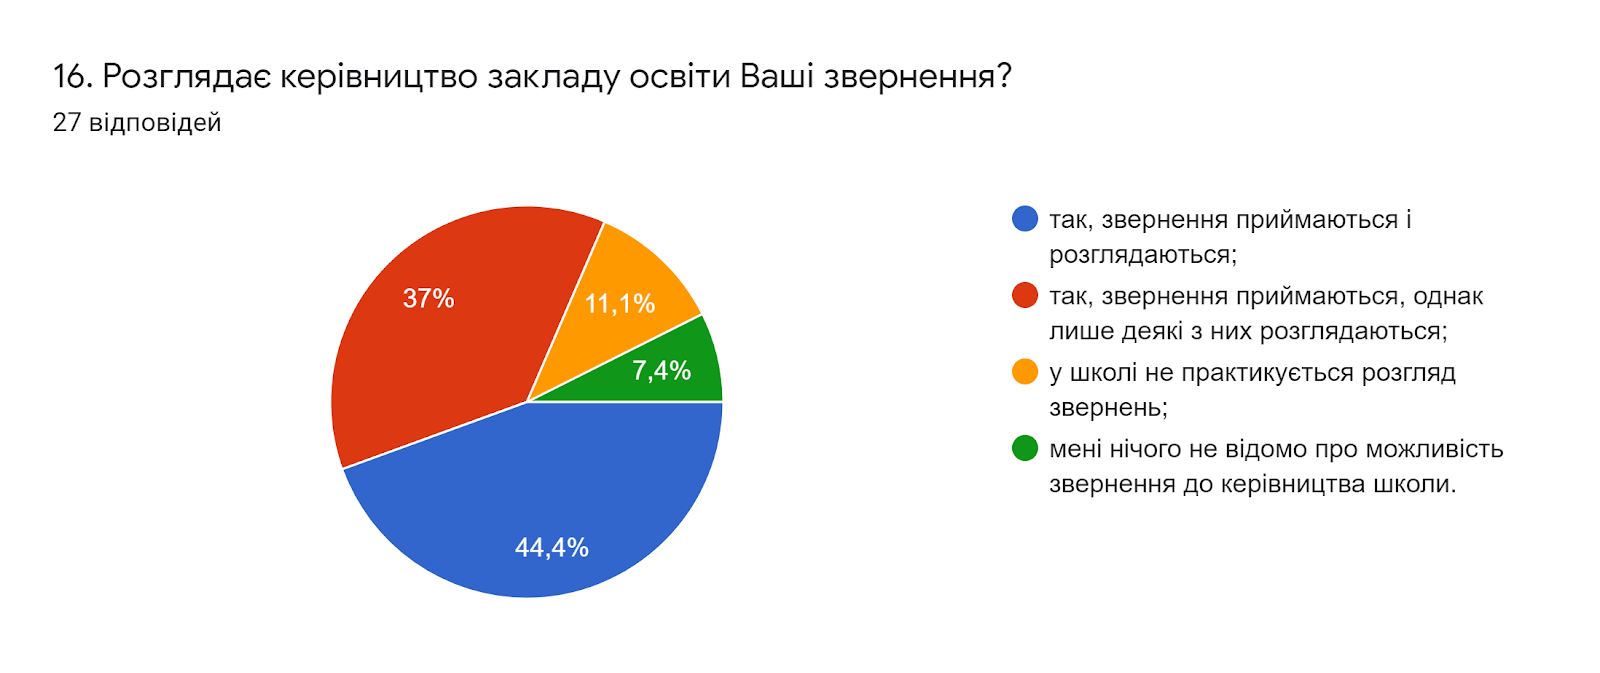 16. Розглядає керівництво закладу освіти Ваші звернення?
27 відповідей
37%
11,1%
7,4%
44,4%
так, звернення приймаються і
розглядаються;
так, звернення приймаються, однак
лише деякі з них розглядаються;
у школі не практикується розгляд
звернень;
мені нічого не відомо про можливість
звернення до керівництва школи.